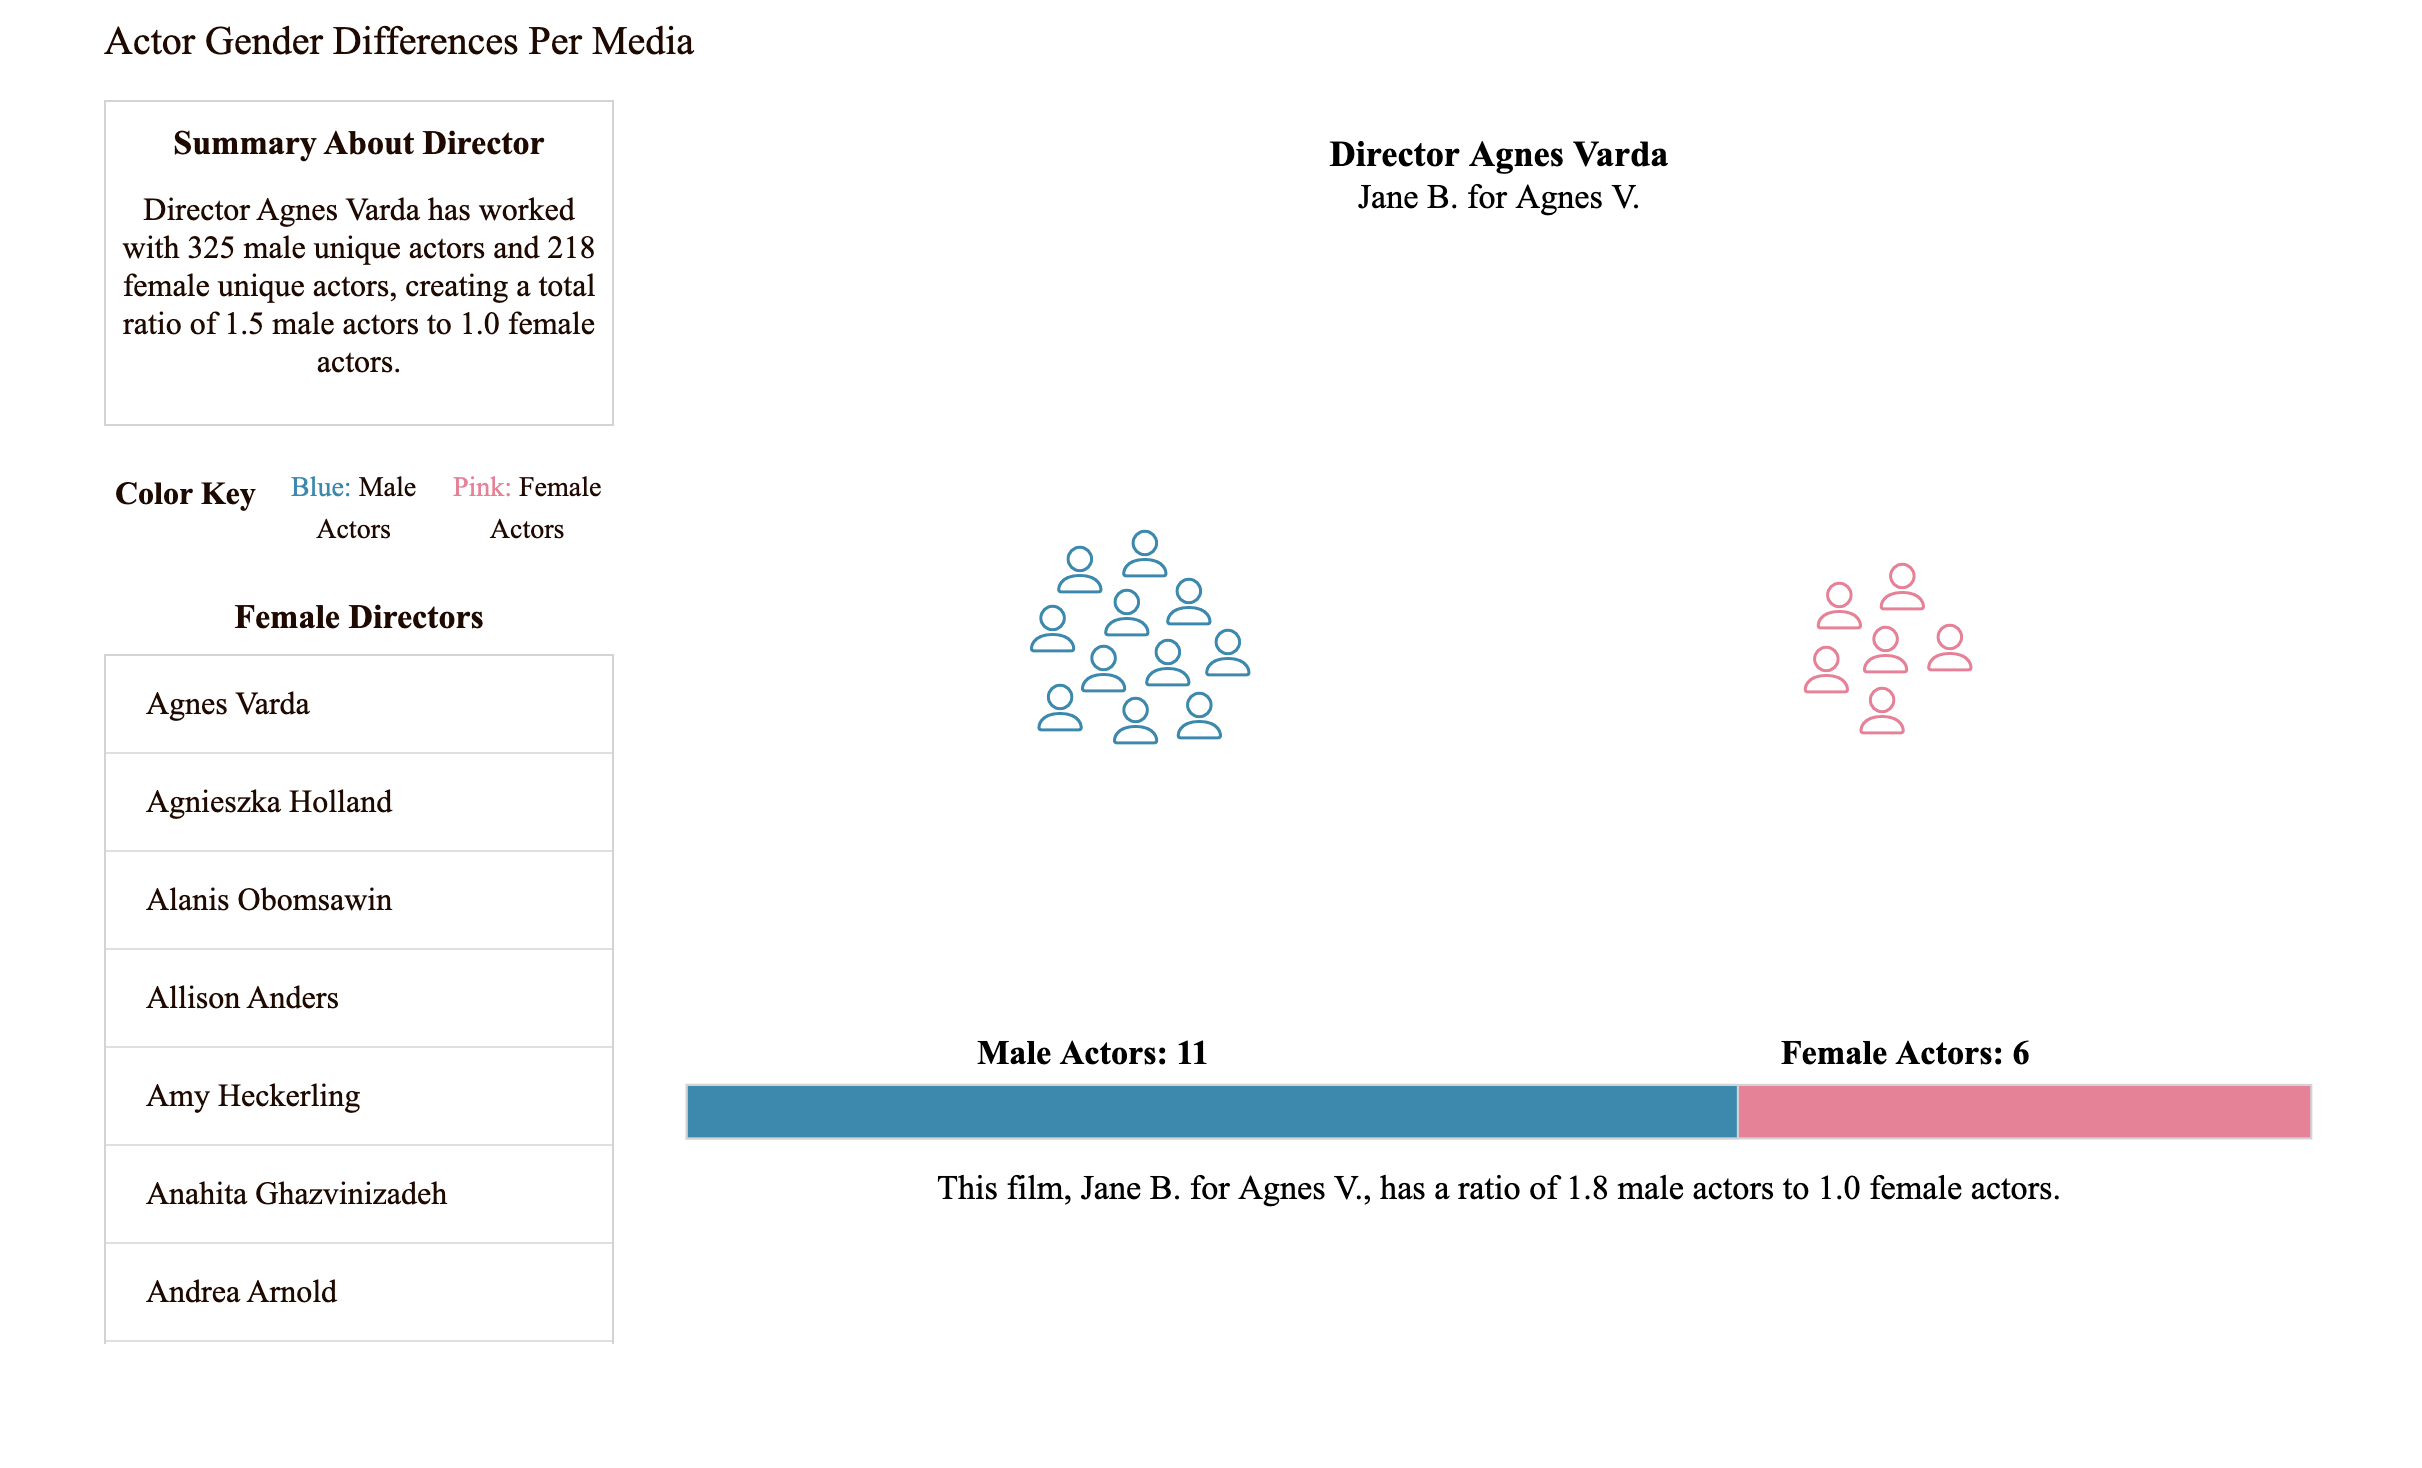 Actor Gender Differences Per Media
Summary About Director
Director Agnes Varda has worked
with 325 male unique actors and 218
female unique actors, creating a total
ratio of 1.5 male actors to 1.0 female
actors.
Color Key
Blue: Male
Actors
Pink: Female
Actors
Female Directors
Agnes Varda
Agnieszka Holland
Alanis Obomsawin
Allison Anders
Amy Heckerling
Anahita Ghazvinizadeh
Andrea Arnold
Director Agnes Varda
Jane B. for Agnes V.
Male Actors: 11
Female Actors: 6
This film, Jane B. for Agnes V., has a ratio of 1.8 male actors to 1.0 female actors.